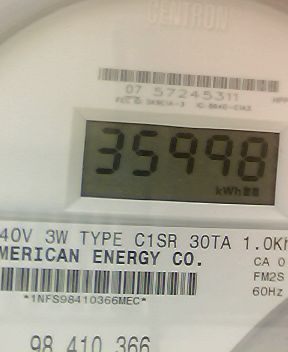 CENTRON
07 57245311
35998
kWh
40V 3W TYPE C1SR 30TA 1.0Kh
MERICAN ENERGY CO.
CA 0
FM2S
60Hz
*1NFS98410366MEC*
98 410 366